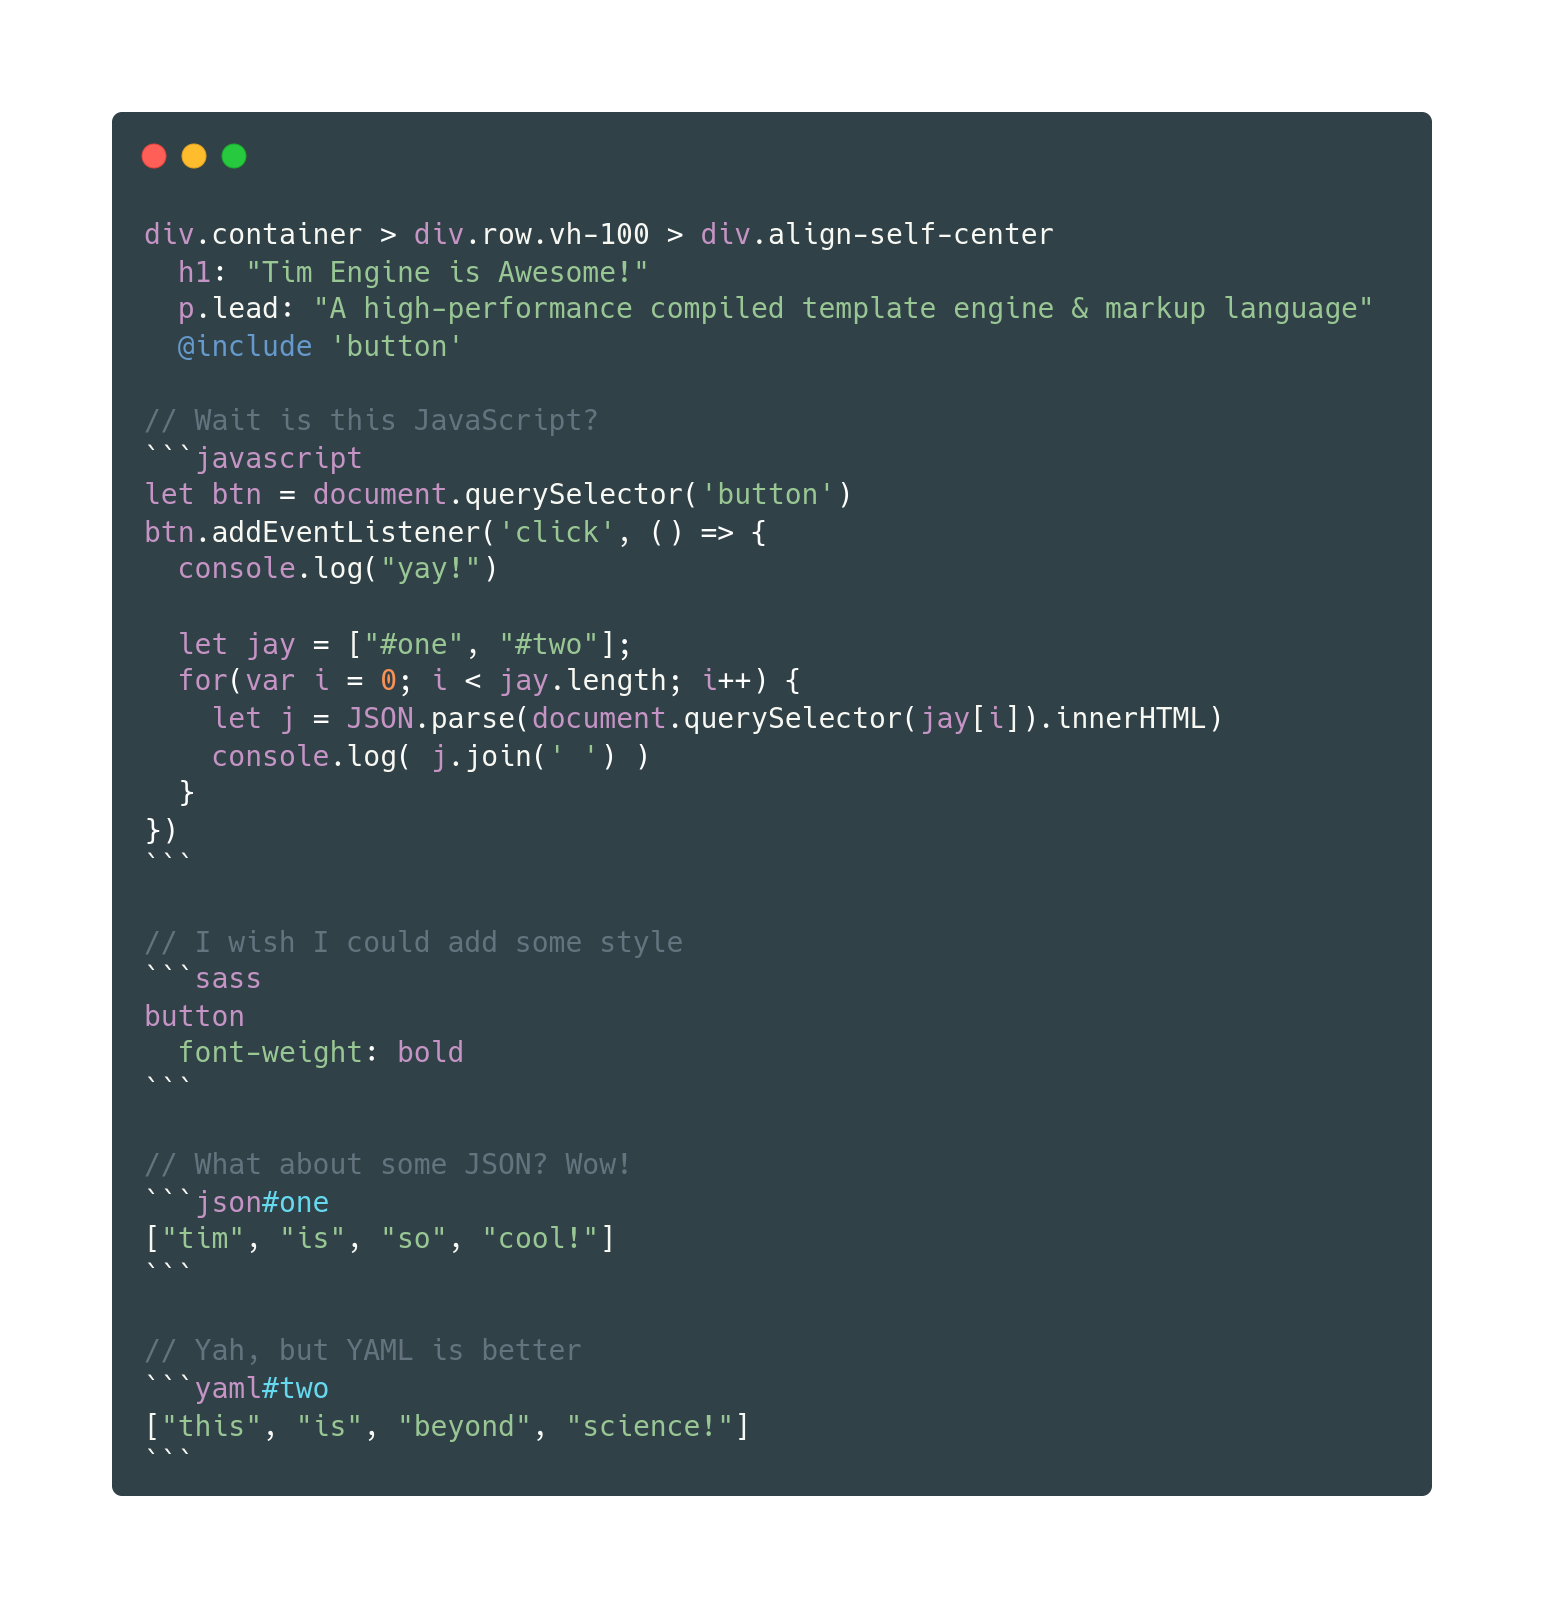 div.container > div.row.vh-100 > div.align-self-center
  h1: "Tim Engine is Awesome!"
  p.lead: "A high-performance compiled template engine & markup language"
  @include 'button'

// Wait is this JavaScript?
```javascript
let btn = document.querySelector('button')
btn.addEventListener('click', () => {
  console.log("yay!")

  let jay = ["#one", "#two"];
  for(var i = 0; i < jay.length; i++) {
    let j = JSON.parse(document.querySelector(jay[i]).innerHTML)
    console.log( j.join(' ') )
  }
})
```

// I wish I could add some style
```sass
button
  font-weight: bold
```

// What about some JSON? Wow!
```json#one
["tim", "is", "so", "cool!"]
```

// Yah, but YAML is better
```yaml#two
["this", "is", "beyond", "science!"]
```